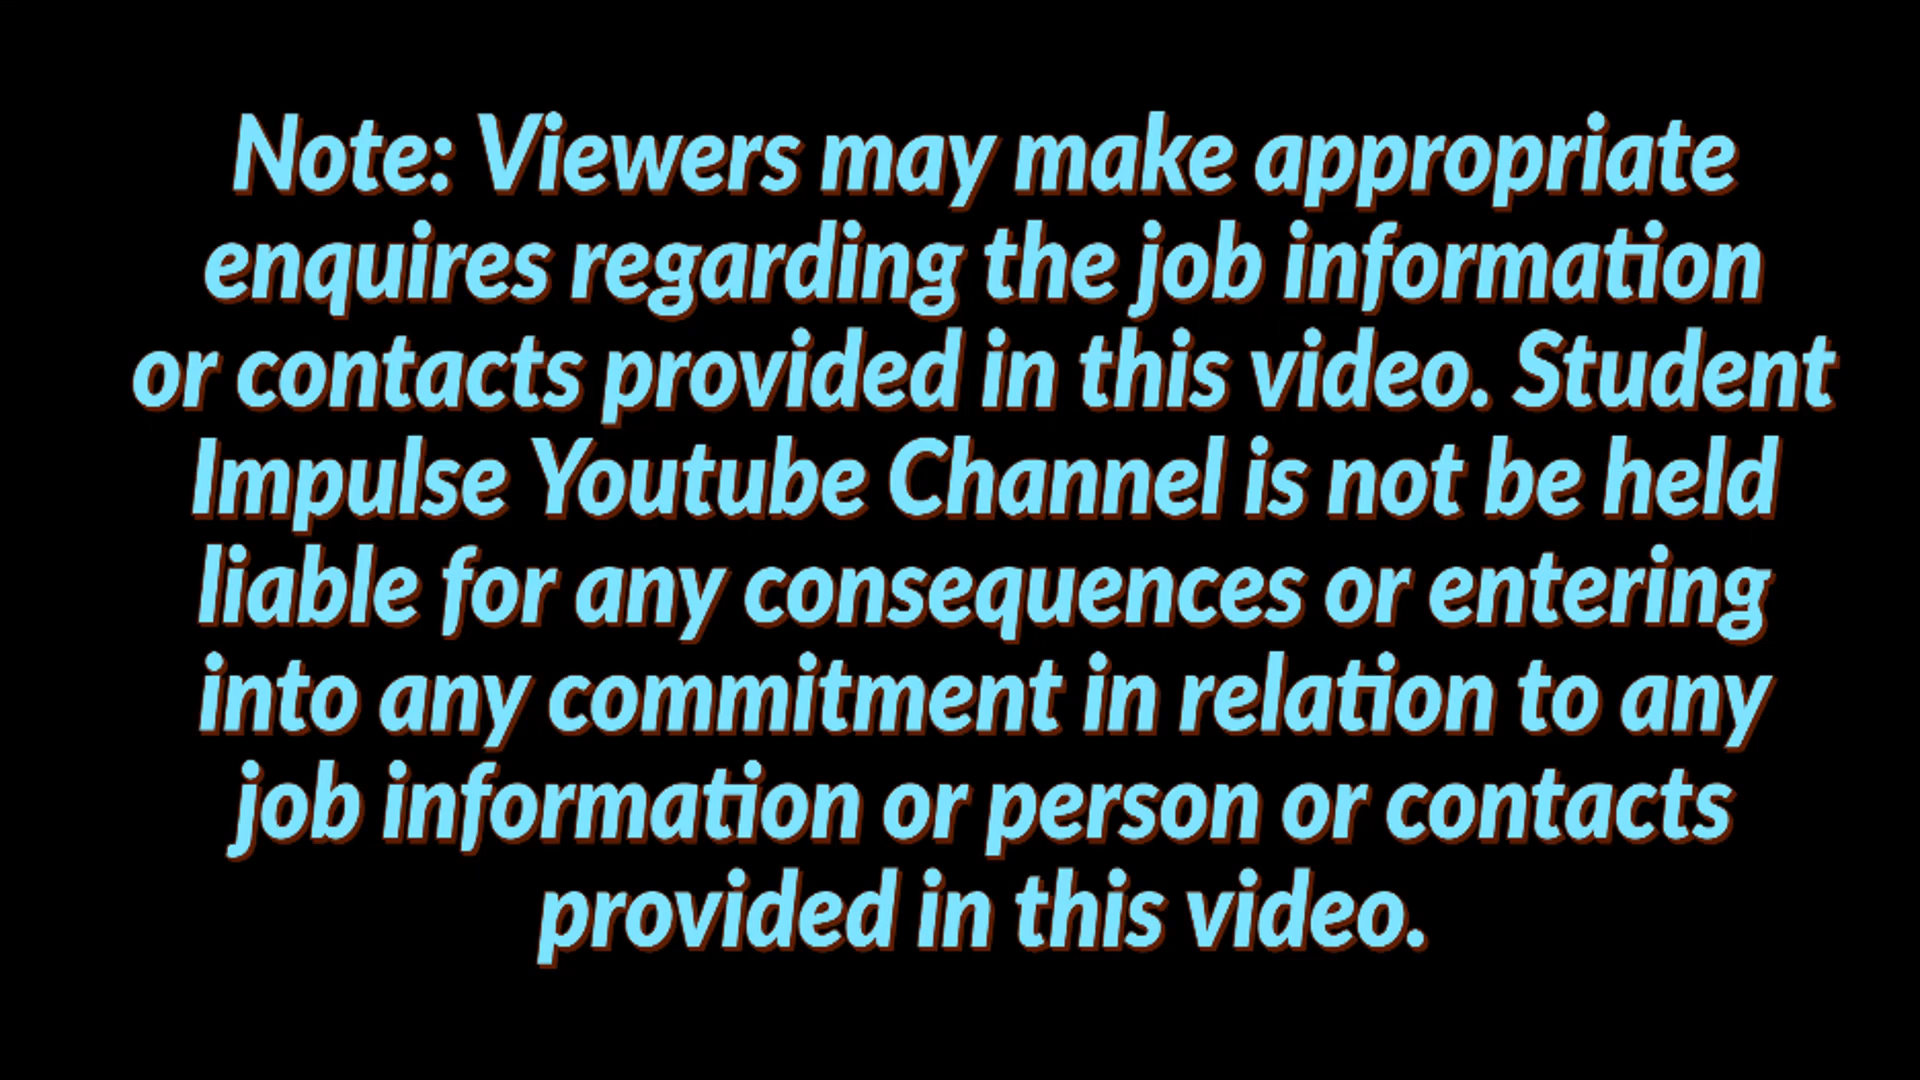 Note: Viewers may make appropriate
enquires regarding the job information
or contacts provided in this video. Student
Impulse Youtube Channel is not be held
liable for any consequences or entering
into any commitment in relation to any
job information or person or contacts
provided in this video.